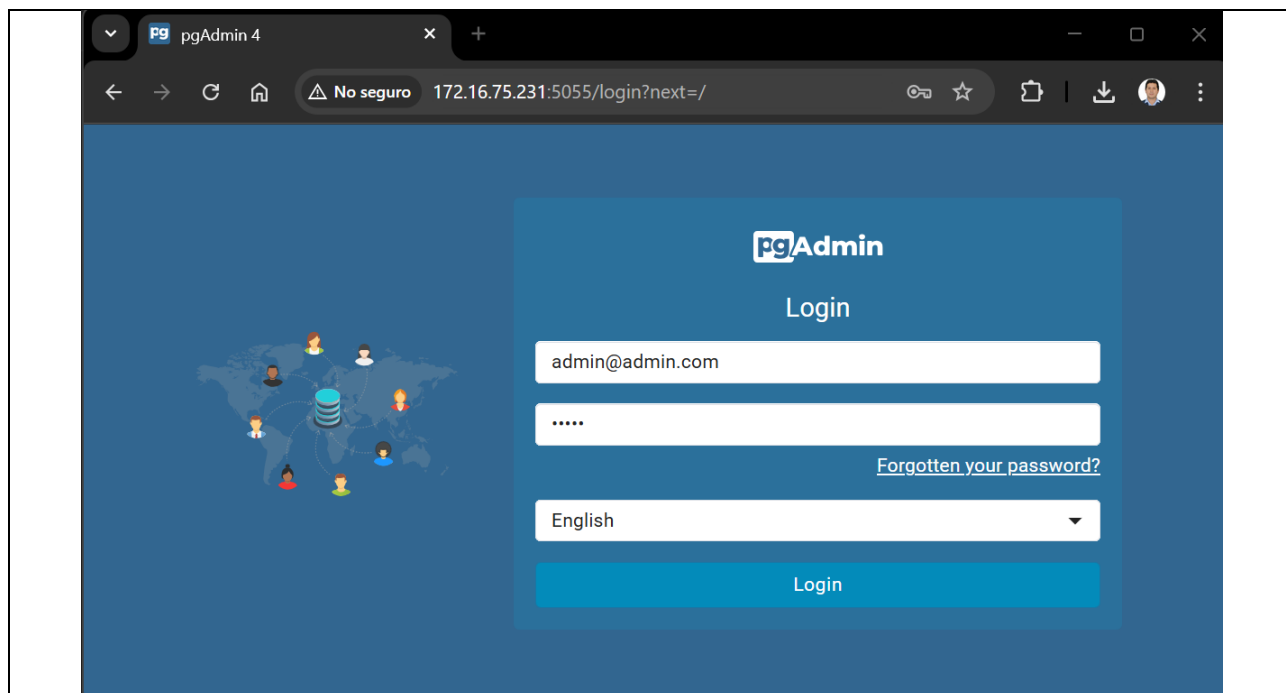 pgAdmin 4
No seguro 172.16.75.231:5055/login?next=/
pgAdmin
Login
admin@admin.com
•••••
Forgotten your password?
English
Login